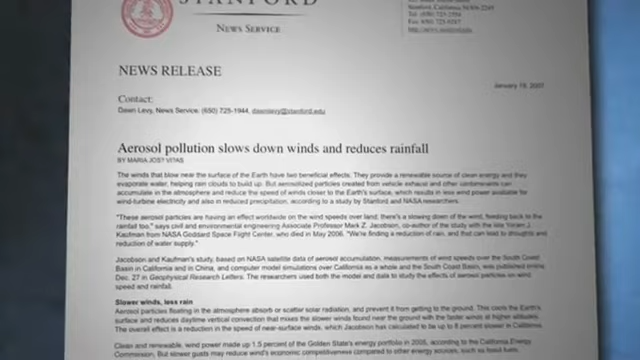 STANFORD
NEWS SERVICE
Stanford, California 94305-2245
Tel: (650) 723-2558
Fax: (650) 725-0247
NEWS RELEASE
January 19, 2007
Contact:
Dawn Levy, News Service: (650) 725-1944, dawnlevy@stanford.edu
Aerosol pollution slows down winds and reduces rainfall
BY MARIA JOS? VIÑAS
The winds that blow near the surface of the Earth have two beneficial effects: They provide a renewable source of clean energy and they
evaporate water, helping rain clouds to build up. But aerosolized particles created from vehicle exhaust and other contaminants can
accumulate in the atmosphere and reduce the speed of winds closer to the Earth's surface, which results in less wind power available for
wind-turbine electricity and also in reduced precipitation, according to a study by Stanford and NASA researchers.
"These aerosol particles are having an effect worldwide on the wind speeds over land; there's a slowing down of the wind, feeding back to the
rainfall too," says civil and environmental engineering Associate Professor Mark Z. Jacobson, co-author of the study with the late Yoram J.
Kaufman from NASA Goddard Space Flight Center, who died in May 2006. "We're finding a reduction of rain, and that can lead to droughts and
reduction of water supply."
Jacobson and Kaufman's study, based on NASA satellite data of aerosol accumulation, measurements of wind speeds over the South Coast
Basin in California and in China, and computer model simulations over California as a whole and the South Coast Basin, was published online
Dec. 27 in Geophysical Research Letters. The researchers used both the model and data to study the effects of aerosol particles on wind
speed and rainfall.
Slower winds, less rain
Aerosol particles floating in the atmosphere absorb or scatter solar radiation, and prevent it from getting to the ground. This cools the Earth's
surface and reduces daytime vertical convection that mixes the slower winds found near the ground with the faster winds at higher altitudes.
The overall effect is a reduction in the speed of near-surface winds, which Jacobson has calculated to be up to 8 percent slower in California.
Clean and renewable, wind power made up 1.5 percent of the Golden State's energy portfolio in 2005, according to the California Energy
Commission. But slower gusts may reduce wind's economic competitiveness compared to other energy sources, such as fossil fuels.